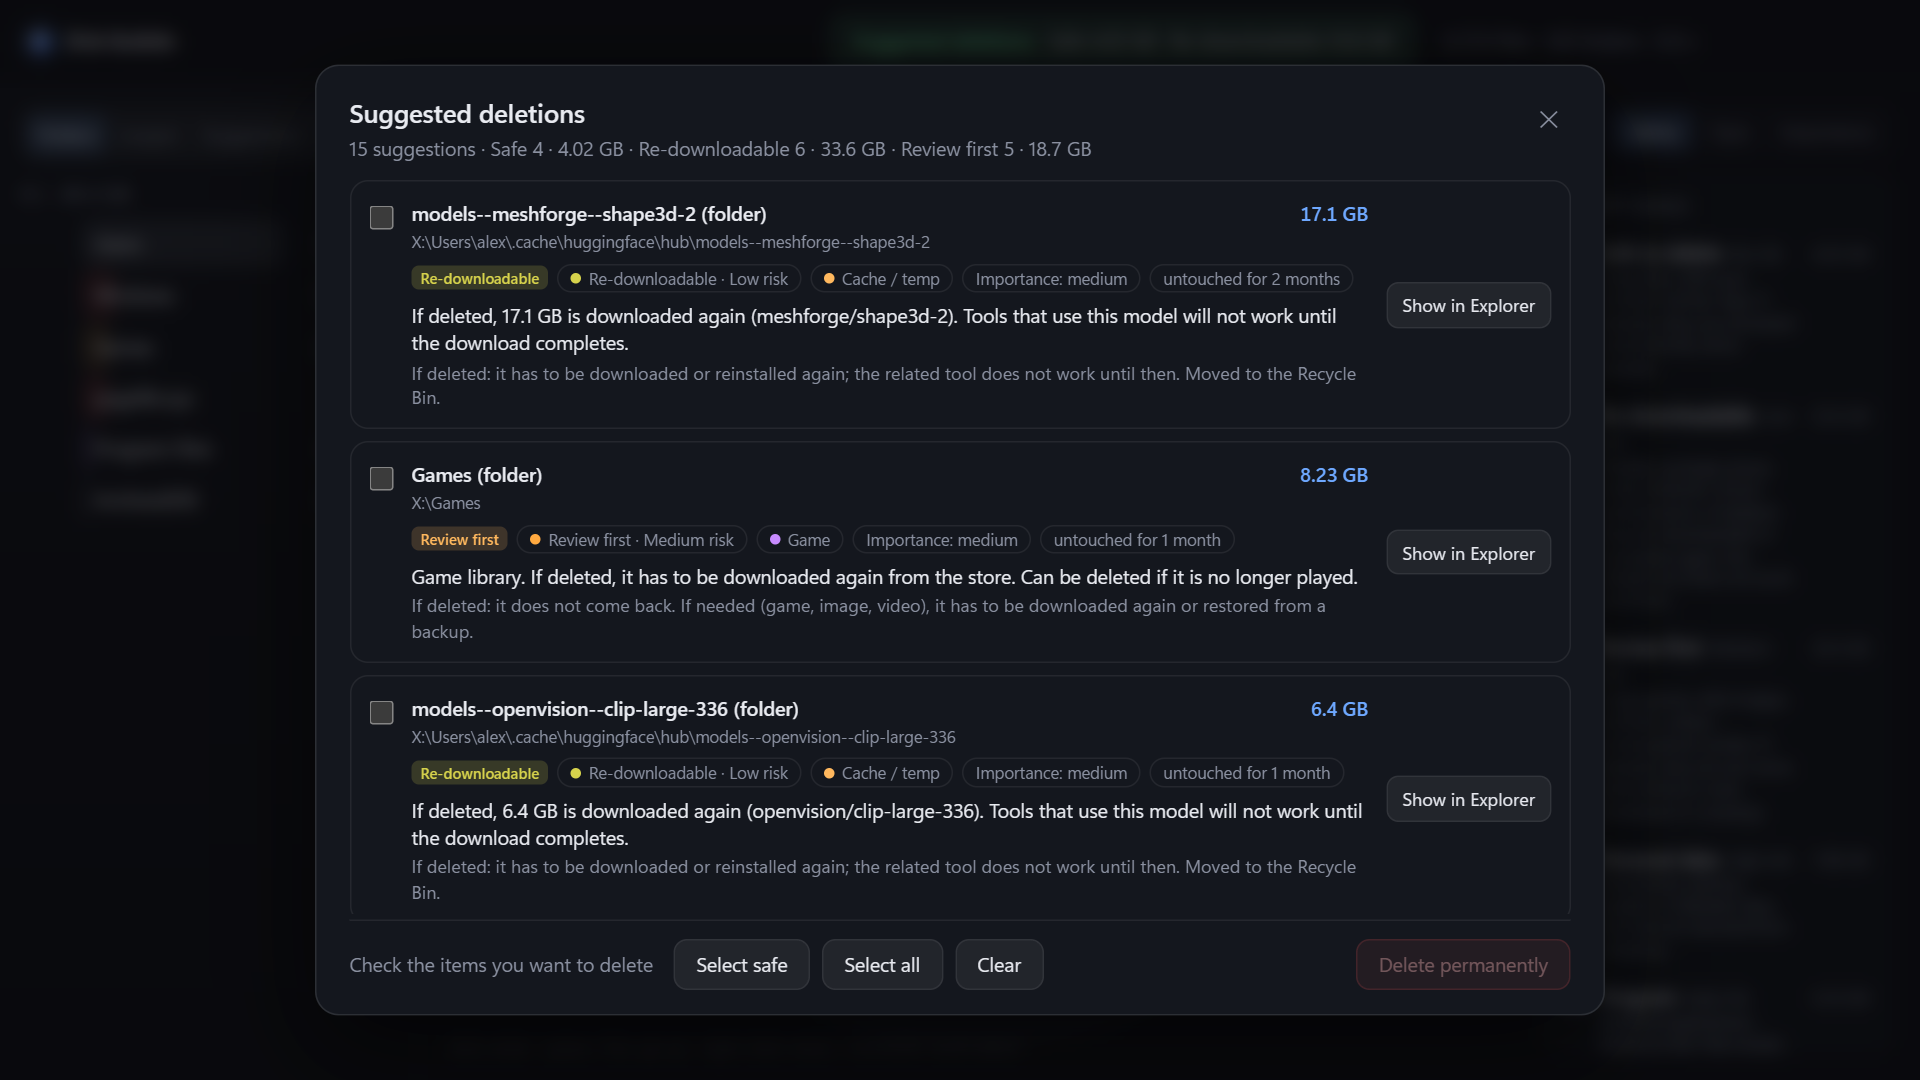 Suggested deletions
15 suggestions · Safe 4 · 4.02 GB · Re-downloadable 6 · 33.6 GB · Review first 5 · 18.7 GB
models--meshforge--shape3d-2 (folder)
17.1 GB
X:\Users\alex\.cache\huggingface\hub\models--meshforge--shape3d-2
Re-downloadable
Re-downloadable · Low risk
Cache / temp
Importance: medium
untouched for 2 months
If deleted, 17.1 GB is downloaded again (meshforge/shape3d-2). Tools that use this model will not work until
the download completes.
If deleted: it has to be downloaded or reinstalled again; the related tool does not work until then. Moved to the Recycle
Bin.
Show in Explorer
Games (folder)
8.23 GB
X:\Games
Review first
Review first · Medium risk
Game
Importance: medium
untouched for 1 month
Game library. If deleted, it has to be downloaded again from the store. Can be deleted if it is no longer played.
If deleted: it does not come back. If needed (game, image, video), it has to be downloaded again or restored from a
backup.
Show in Explorer
models--openvision--clip-large-336 (folder)
6.4 GB
X:\Users\alex\.cache\huggingface\hub\models--openvision--clip-large-336
Re-downloadable
Re-downloadable · Low risk
Cache / temp
Importance: medium
untouched for 1 month
If deleted, 6.4 GB is downloaded again (openvision/clip-large-336). Tools that use this model will not work until
the download completes.
If deleted: it has to be downloaded or reinstalled again; the related tool does not work until then. Moved to the Recycle
Bin.
Show in Explorer
Check the items you want to delete
Select safe
Select all
Clear
Delete permanently